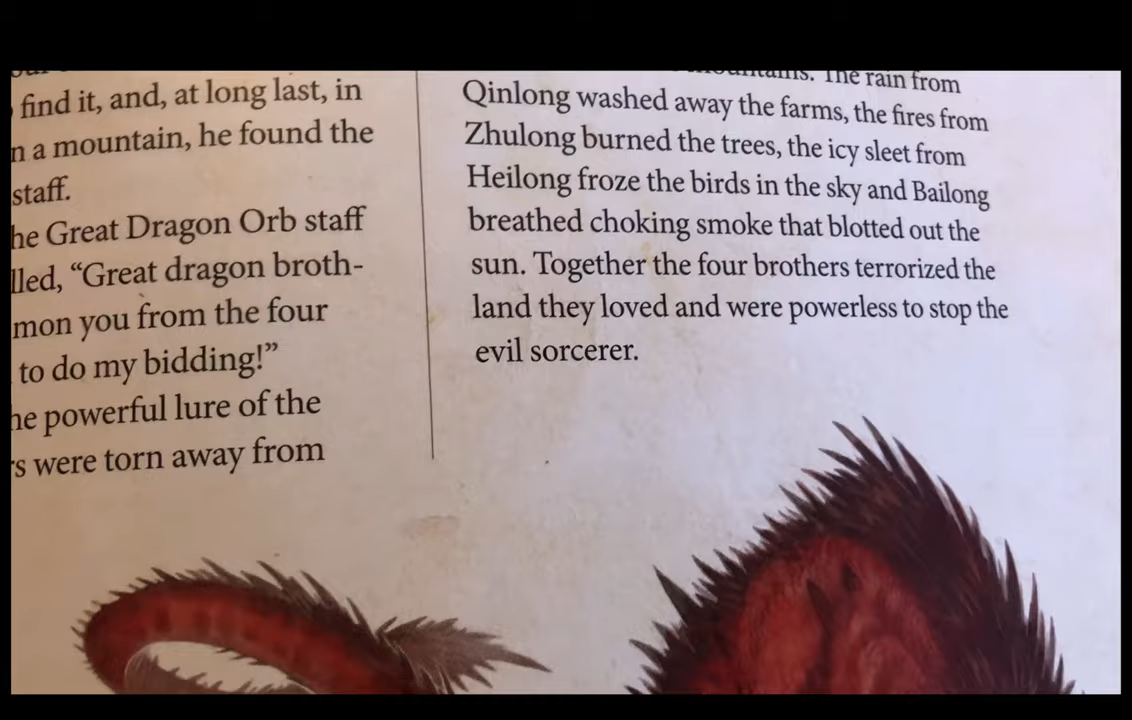 find it, and, at long last, in
a mountain, he found the
staff.
Great Dragon Orb staff
“Great dragon broth-
you from the four
to do my bidding!”
powerful lure of the
were torn away from
mountains. The rain from
Qinlong washed away the farms, the fires from
Zhulong burned the trees, the icy sleet from
Heilong froze the birds in the sky and Bailong
breathed choking smoke that blotted out the
sun. Together the four brothers terrorized the
land they loved and were powerless to stop the
evil sorcerer.